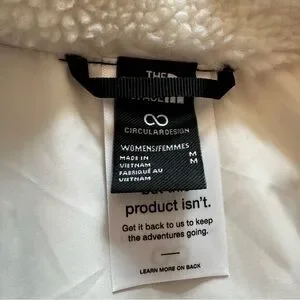 THE
FACE
CIRCULARDESIGN
WOMENS/FEMMES M
MADE IN M
VIETNAM
FABRIQUÉ AU
VIETNAM
product isn't.
Get it back to us to keep
the adventures going.
LEARN MORE ON BACK